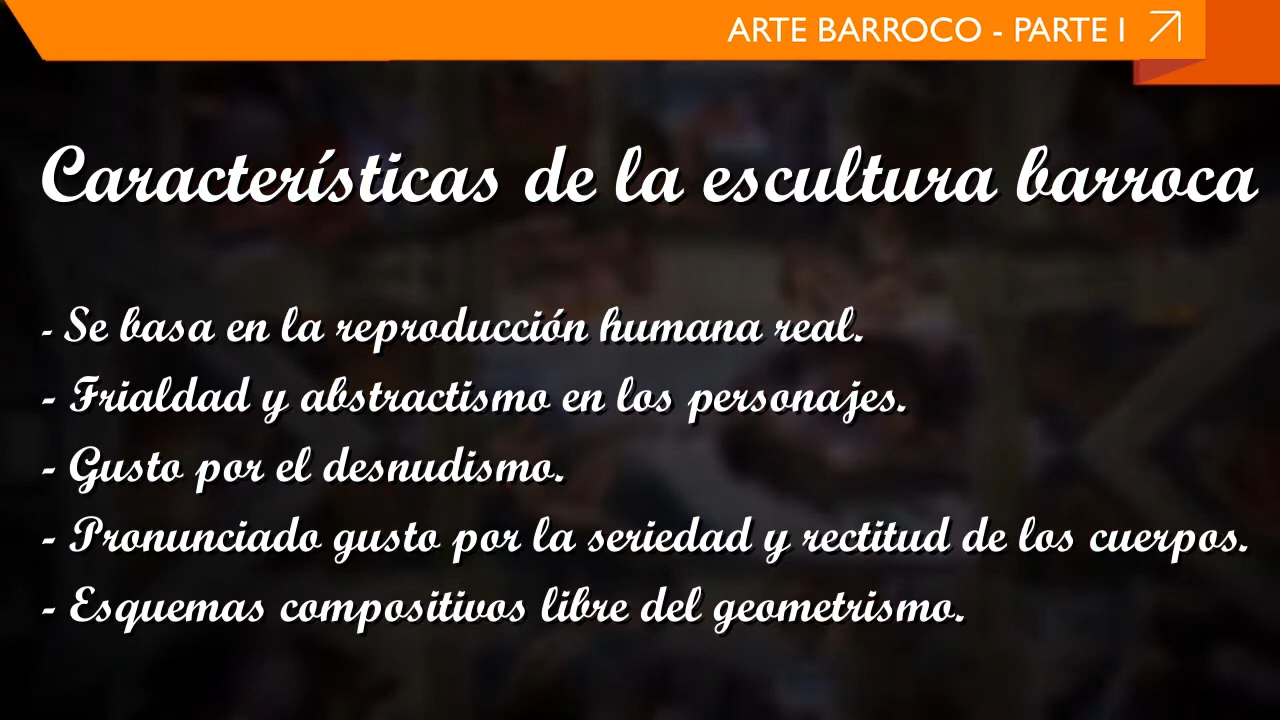 ARTE BARROCO - PARTE I
Características de la escultura barroca
- Se basa en la reproducción humana real.
- Frialdad y abstractismo en los personajes.
- Gusto por el desnudismo.
- Pronunciado gusto por la seriedad y rectitud de los cuerpos.
- Esquemas compositivos libre del geometrismo.